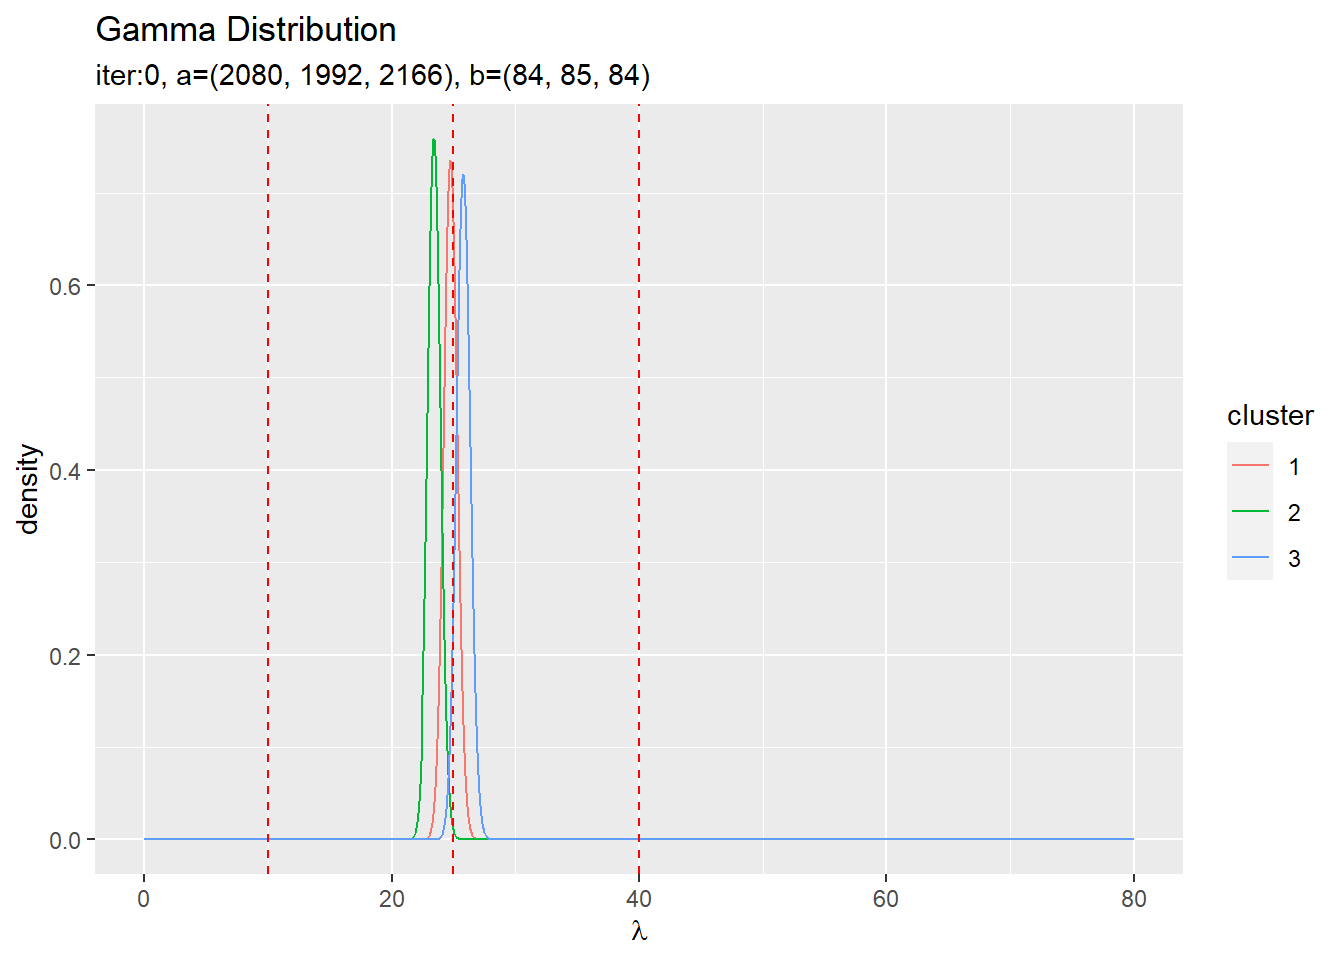 Gamma Distribution
iter:0, a=(2080, 1992, 2166), b=(84, 85, 84)
0.6
0.4
0.2
0.0
density
0 20 40 60 80
λ
cluster
1
2
3